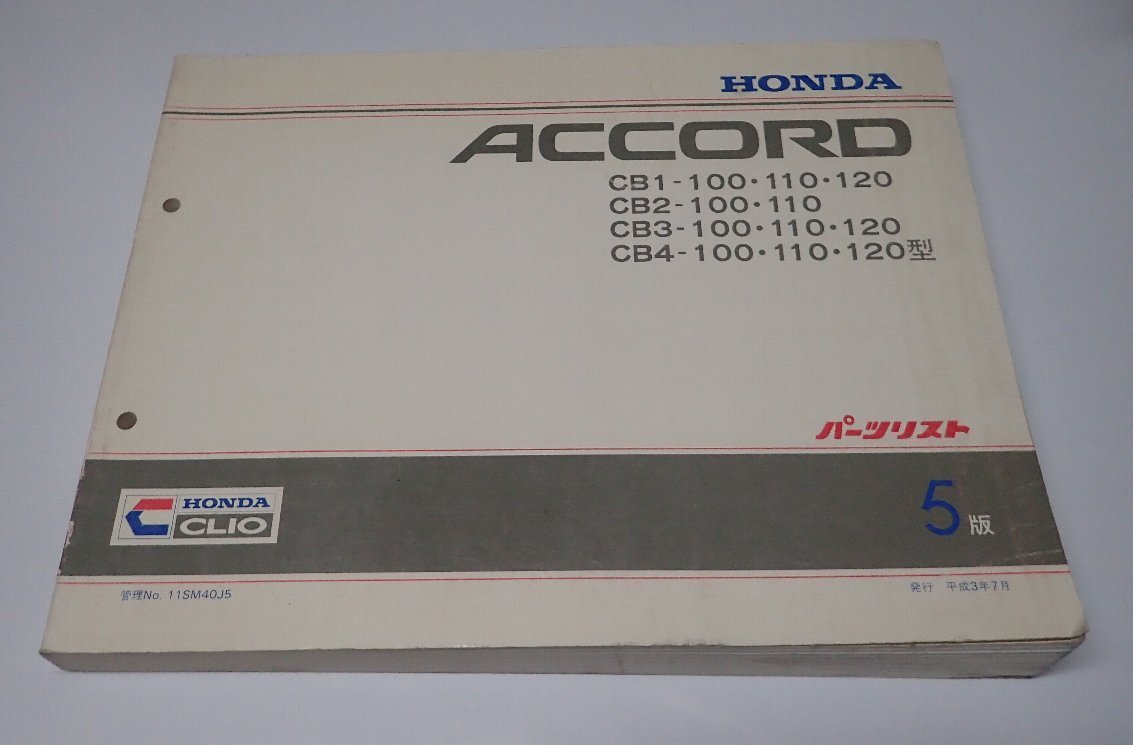 HONDA
ACCORD
CB1-100・110・120
CB2-100・110
CB3-100・110・120
CB4-100・110・120型
パーツリスト
HONDA
CLIO
5版
管理No. 11SM40J5
発行 平成3年7月